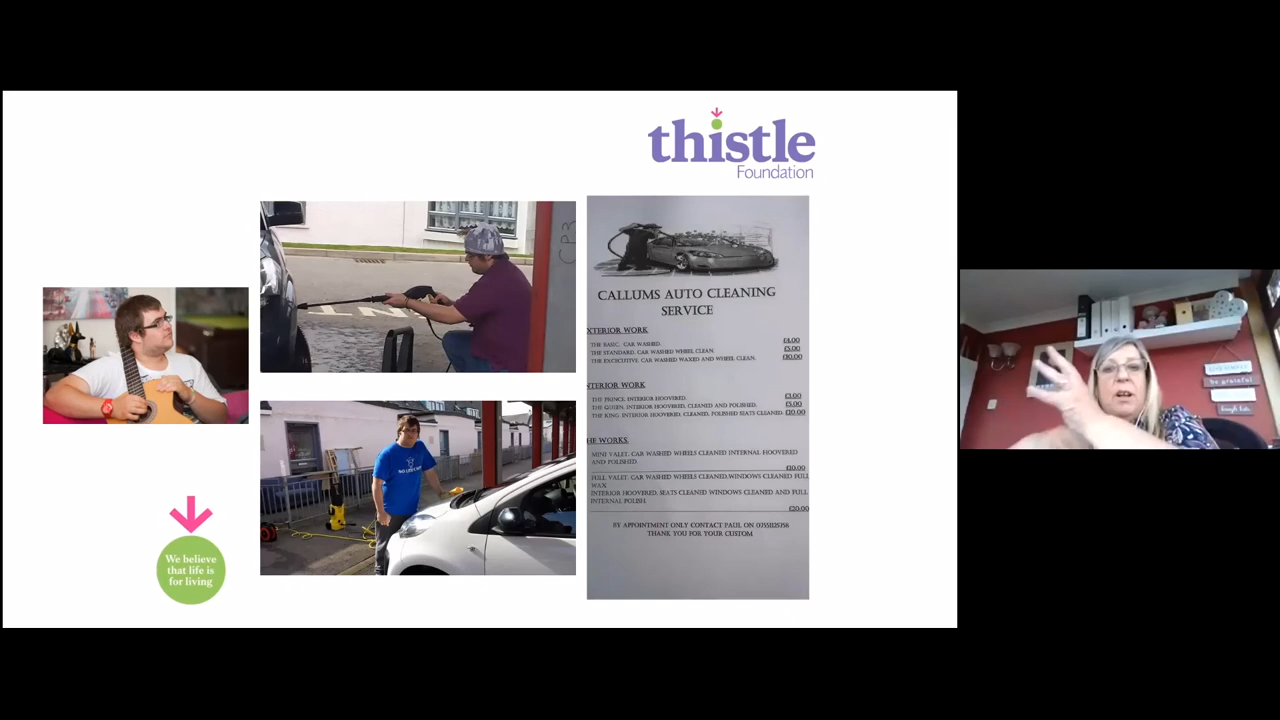 thistle
Foundation
CALLUMS AUTO CLEANING
SERVICE
XTERIOR WORK
THE BASIC. CAR WASHED. £4.00
THE STANDARD. CAR WASHED WHEEL CLEAN. £5.00
THE EXCICUTIVE. CAR WASHED WAXED AND WHEEL CLEAN. £10.00
NTERIOR WORK
THE PRINCE. INTERIOR HOOVERED. £3.00
THE QUEEN. INTERIOR HOOVERED, CLEANED AND POLISHED. £5.00
THE KING. INTERIOR HOOVERED, CLEANED, POLISHED SEATS CLEANED. £10.00
HE WORKS.
MINI VALET. CAR WASHED WHEELS CLEANED INTERNAL HOOVERED
AND POLISHED.
£10.00
FULL VALET. CAR WASHED WHEELS CLEANED,WINDOWS CLEANED FULL
WAX
INTERIOR HOOVERED, SEATS CLEANED WINDOWS CLEANED AND FULL
INTERNAL POLISH.
£20.00
BY APPOINTMENT ONLY CONTACT PAUL ON
THANK YOU FOR YOUR CUSTOM
We believe
that life is
for living
be grateful
laugh lots